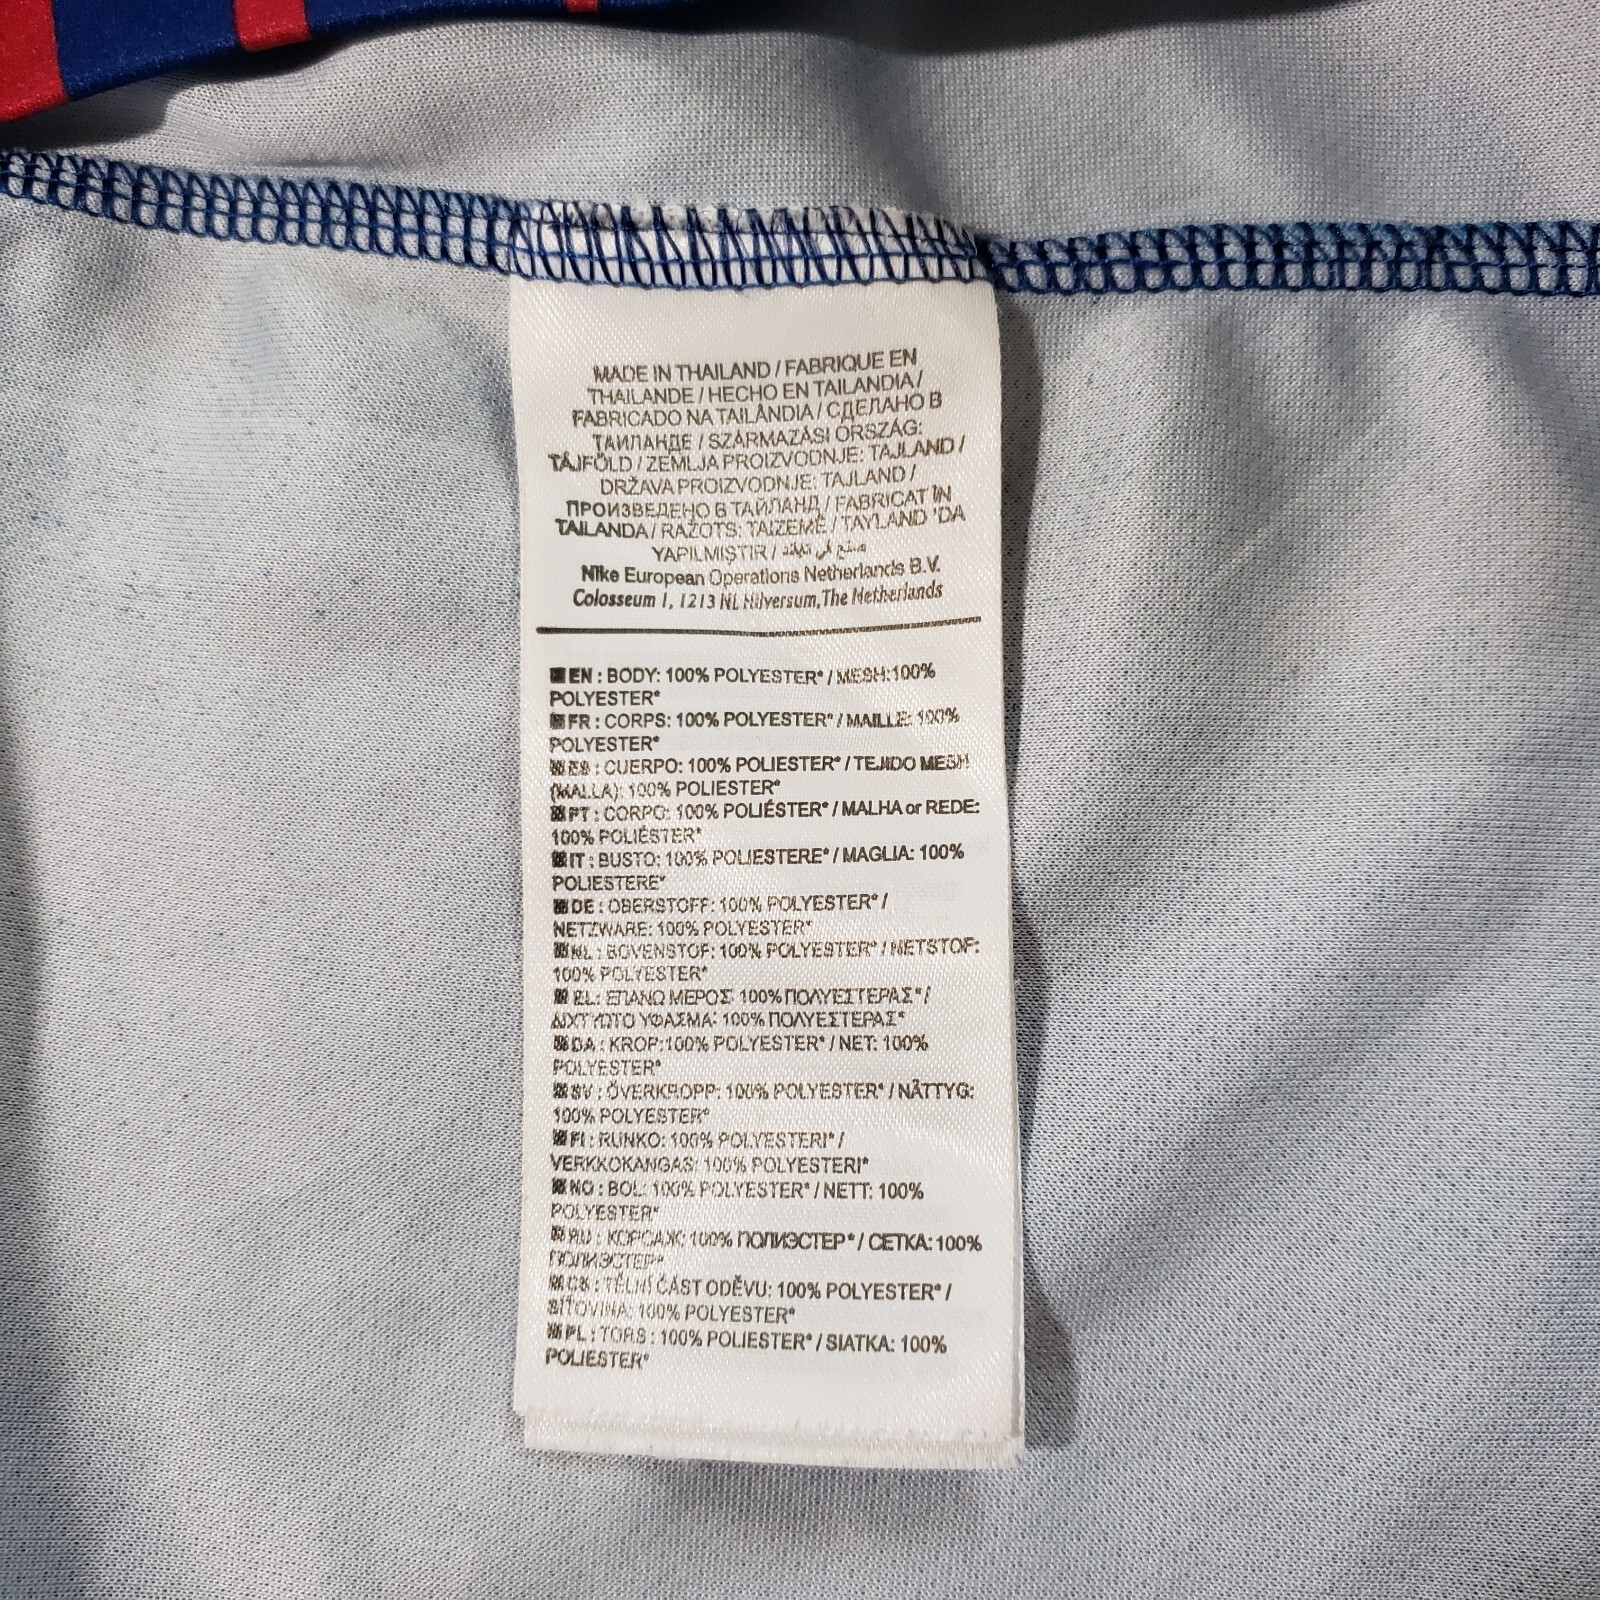 MADE IN THAILAND / FABRIQUE EN
THAILANDE / HECHO EN TAILANDIA /
FABRICADO NA TAILÂNDIA / СДЕЛАНО В
ТАИЛАНДЕ / SZÁRMAZÁSI ORSZÁG:
TÁJFÖLD / ZEMLJA PROIZVODNJE: TAJLAND /
DRŽAVA PROIZVODNJE: TAJLAND /
ПРОИЗВЕДЕНО В ТАЙЛАНД / FABRICAT ÎN
TAILANDA / RAŽOTS: TAIZEMĒ / TAYLAND 'DA
YAPILMIŞTIR / صنع في تايلاند
Nike European Operations Netherlands B.V.
Colosseum 1, 1213 NL Hilversum, The Netherlands
EN : BODY: 100% POLYESTER* / MESH:100%
POLYESTER*
FR : CORPS: 100% POLYESTER* / MAILLE: 100%
POLYESTER*
ES : CUERPO: 100% POLIESTER* / TEJIDO MESH
(MALLA): 100% POLIESTER*
PT : CORPO: 100% POLIÉSTER* / MALHA or REDE:
100% POLIÉSTER*
IT : BUSTO: 100% POLIESTERE* / MAGLIA: 100%
POLIESTERE*
DE : OBERSTOFF: 100% POLYESTER* /
NETZWARE: 100% POLYESTER*
NL : BOVENSTOF: 100% POLYESTER* / NETSTOF:
100% POLYESTER*
EL: ΕΠΑΝΩ ΜΕΡΟΣ: 100% ΠΟΛΥΕΣΤΕΡΑΣ* /
ΔΙΧΤΥΩΤΟ ΥΦΑΣΜΑ: 100% ΠΟΛΥΕΣΤΕΡΑΣ*
DA : KROP:100% POLYESTER* / NET: 100%
POLYESTER*
SV : ÖVERKROPP: 100% POLYESTER* / NÄTTYG:
100% POLYESTER*
FI : RUNKO: 100% POLYESTERI* /
VERKKOKANGAS: 100% POLYESTERI*
NO : BOL: 100% POLYESTER* / NETT: 100%
POLYESTER*
RU : КОРСАЖ: 100% ПОЛИЭСТЕР* / СЕТКА: 100%
ПОЛИЭСТЕР*
CS : TĚLNÍ ČÁST ODĚVU: 100% POLYESTER* /
SÍŤOVINA: 100% POLYESTER*
PL : TORS : 100% POLIESTER* / SIATKA: 100%
POLIESTER*